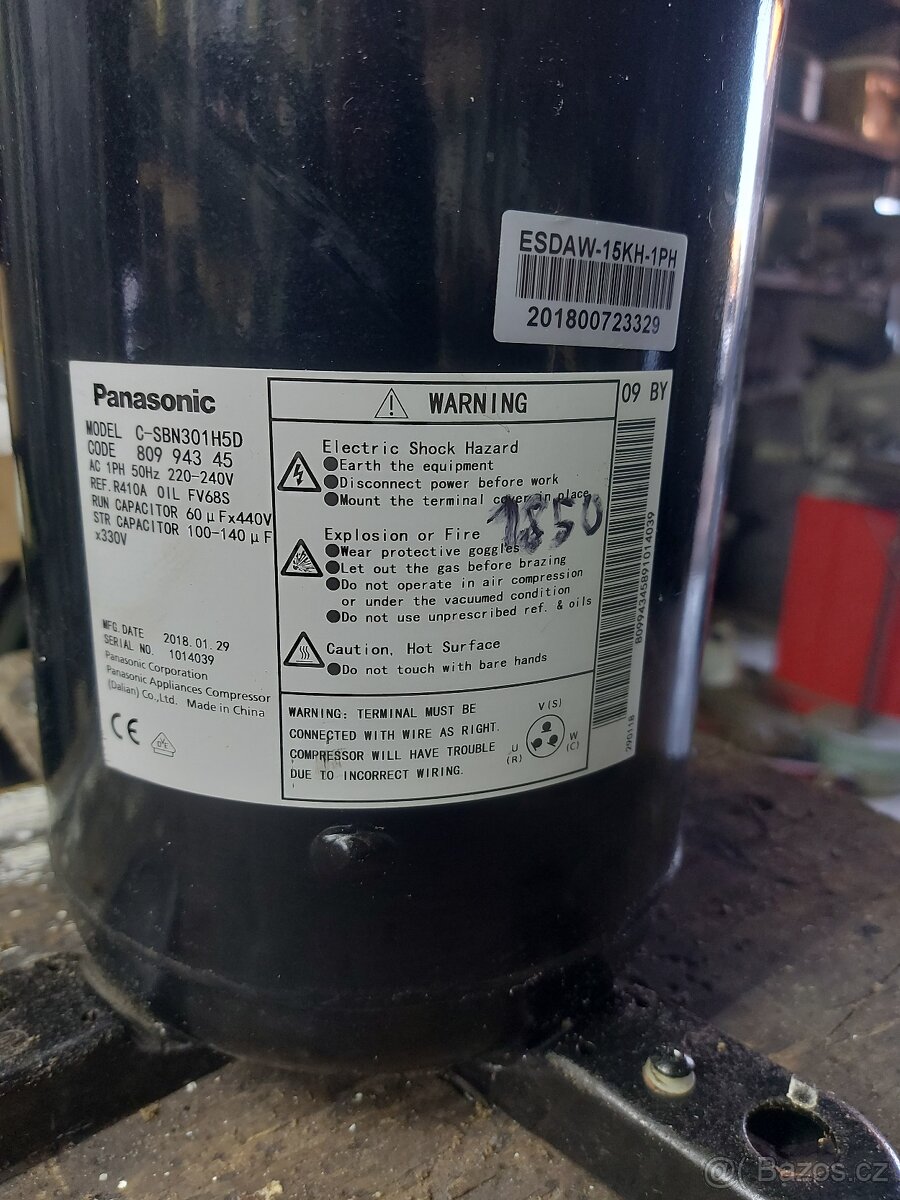 ESDAW-15KH-1PH
201800723329
Panasonic
MODEL C-SBN301H5D
CODE 809 943 45
AC 1PH 50Hz 220-240V
REF.R410A OIL FV68S
RUN CAPACITOR 60μFx440V
STR CAPACITOR 100-140μF
x330V
MFG.DATE 2018.01.29
SERIAL NO. 1014039
Panasonic Corporation
Panasonic Appliances Compressor
(Dalian) Co.,Ltd. Made in China
CE
WARNING
Electric Shock Hazard
●Earth the equipment
●Disconnect power before work
●Mount the terminal cover in place
1850
Explosion or Fire
●Wear protective goggles
●Let out the gas before brazing
●Do not operate in air compression
or under the vacuumed condition
●Do not use unprescribed ref. & oils
Caution, Hot Surface
●Do not touch with bare hands
WARNING: TERMINAL MUST BE
CONNECTED WITH WIRE AS RIGHT.
COMPRESSOR WILL HAVE TROUBLE
DUE TO INCORRECT WIRING.
V(S)
U
(R)
W
(C)
09 BY
80994345891014039
290118
@ Bazos.cz